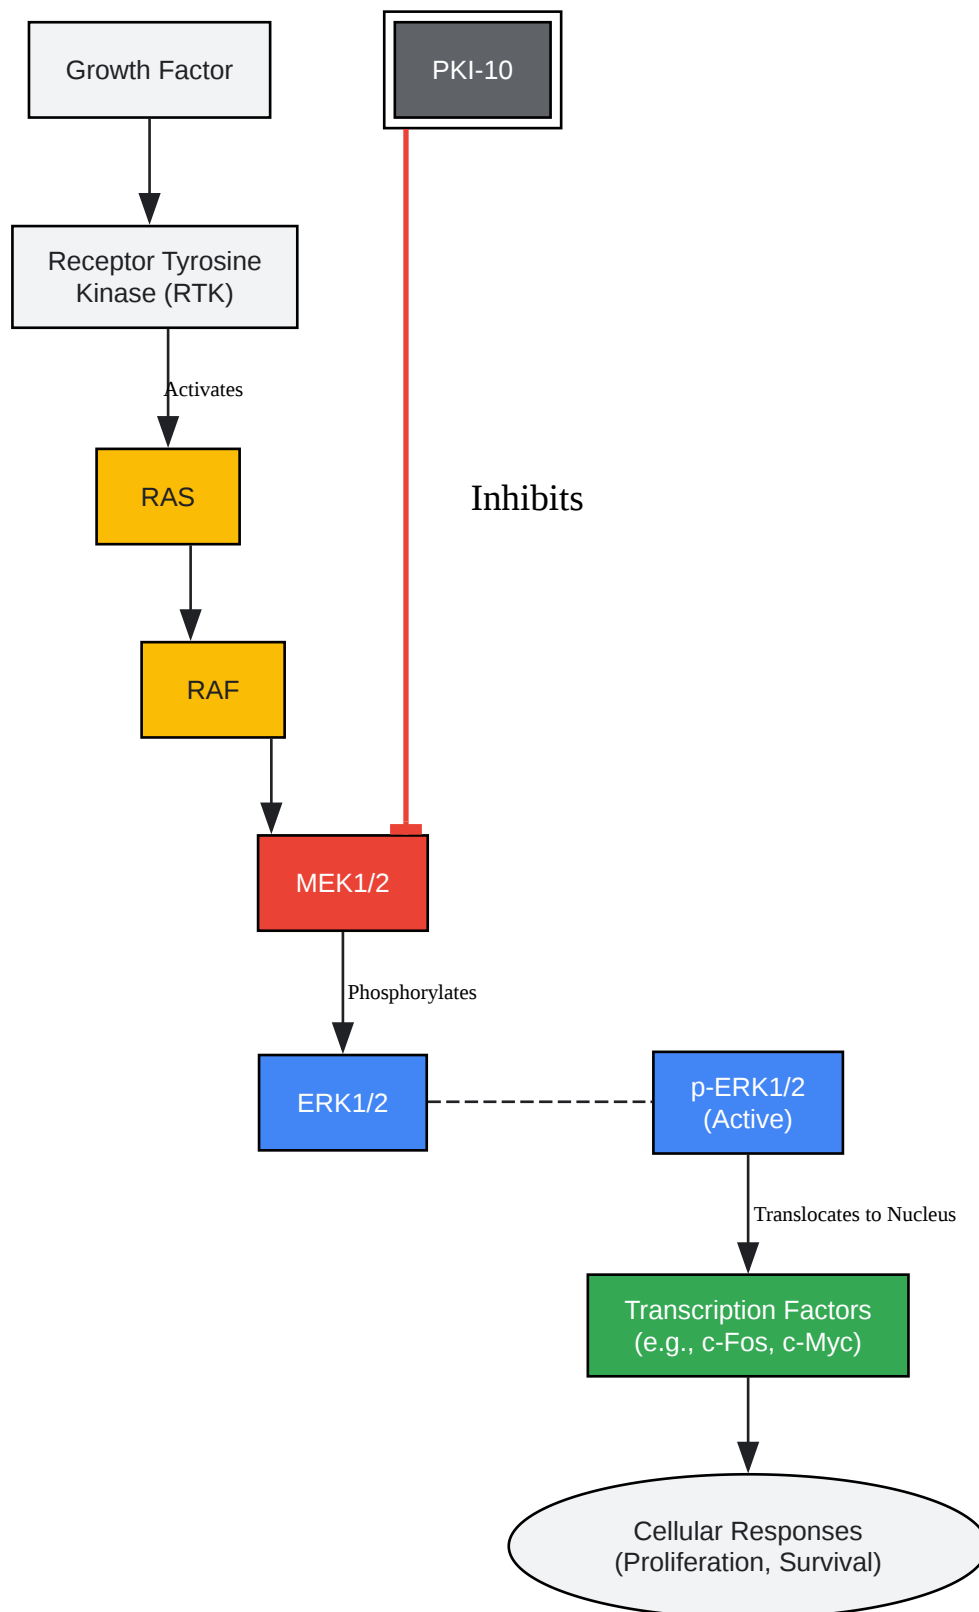 Growth Factor
PKI-10
Receptor Tyrosine
Kinase (RTK)
Activates
RAS
Inhibits
RAF
MEK1/2
Phosphorylates
ERK1/2
p-ERK1/2
(Active)
Translocates to Nucleus
Transcription Factors
(e.g., c-Fos, c-Myc)
Cellular Responses
(Proliferation, Survival)